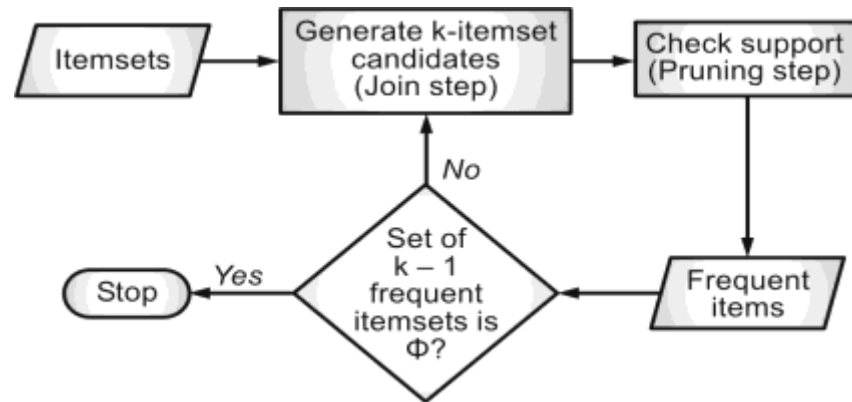 Itemsets
Generate k-itemset
candidates
(Join step)
Check support
(Pruning step)
No
Set of
k – 1
frequent
itemsets is
Φ?
Yes
Stop
Frequent
items